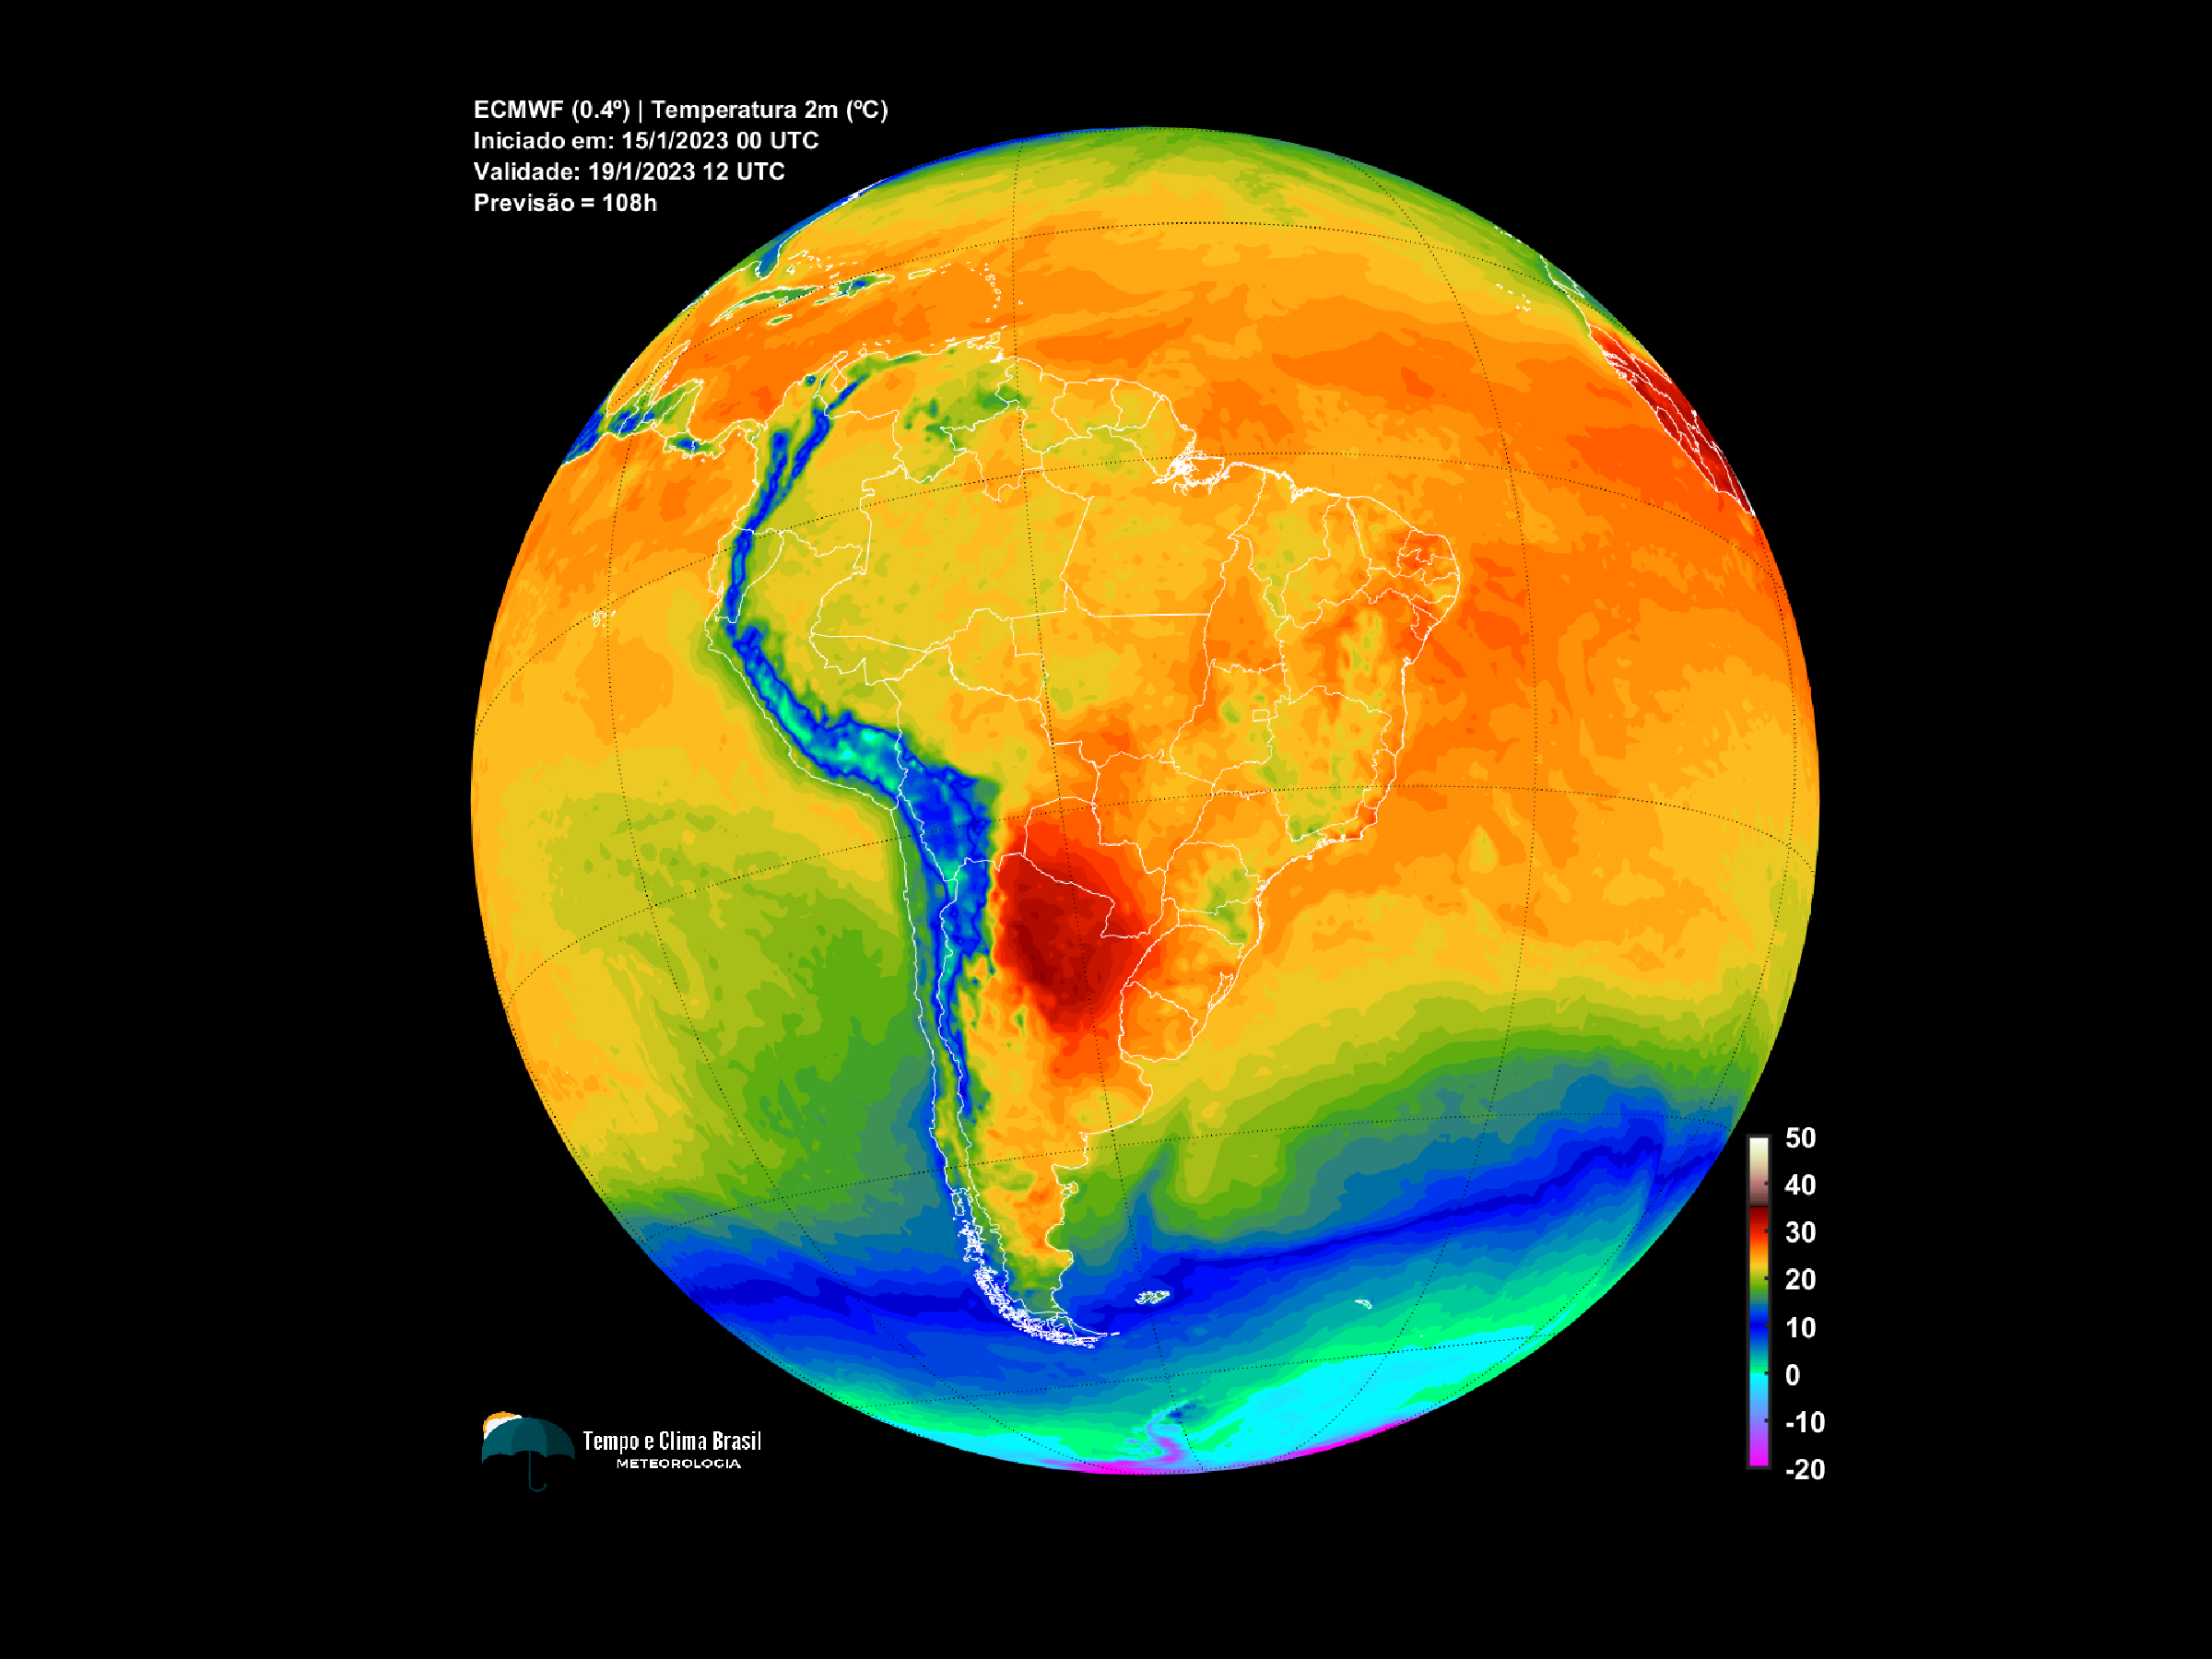 ECMWF (0.4º) | Temperatura 2m (ºC)
Iniciado em: 15/1/2023 00 UTC
Validade: 19/1/2023 12 UTC
Previsão = 108h
50
40
30
20
10
0
-10
-20
Tempo e Clima Brasil
METEOROLOGIA